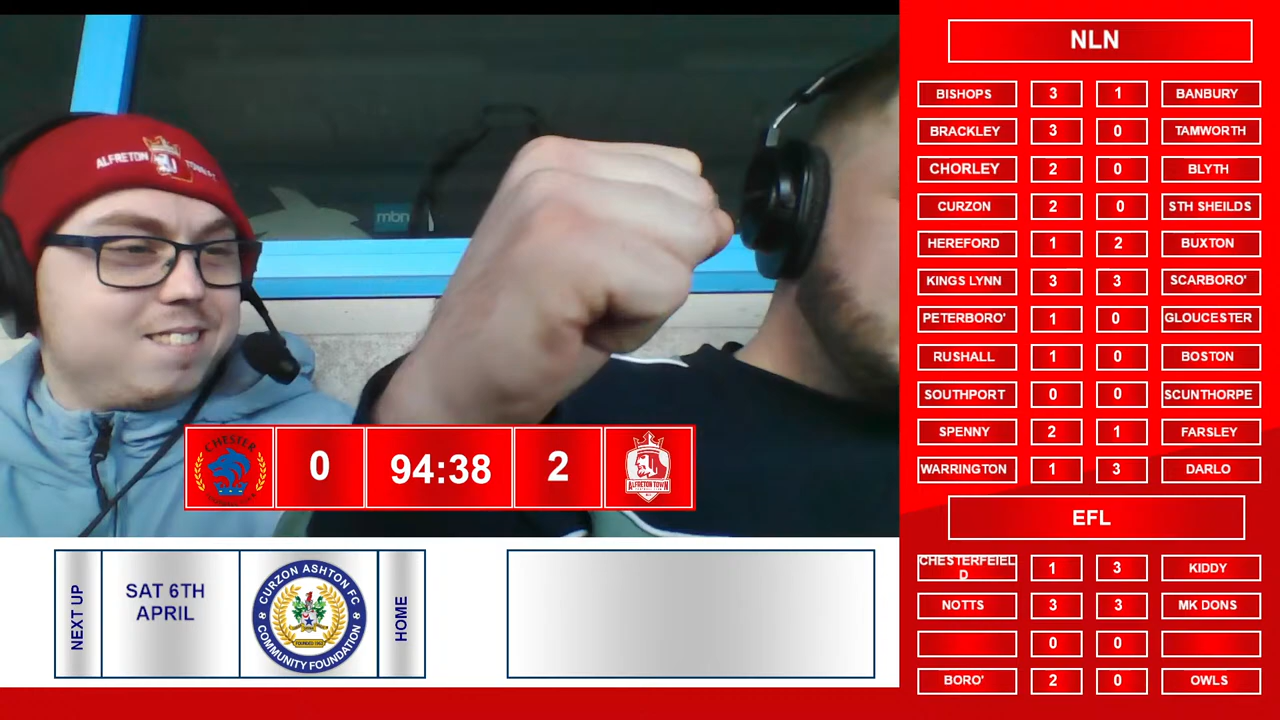 ALFRETON TOWN
mbn
CHESTER
0
94:38
2
ALFRETON TOWN
NEXT UP
SAT 6TH
APRIL
CURZON ASHTON FC
COMMUNITY FOUNDATION
HOME
NLN
BISHOPS 3 1 BANBURY
BRACKLEY 3 0 TAMWORTH
CHORLEY 2 0 BLYTH
CURZON 2 0 STH SHEILDS
HEREFORD 1 2 BUXTON
KINGS LYNN 3 3 SCARBORO'
PETERBORO' 1 0 GLOUCESTER
RUSHALL 1 0 BOSTON
SOUTHPORT 0 0 SCUNTHORPE
SPENNY 2 1 FARSLEY
WARRINGTON 1 3 DARLO
EFL
CHESTERFEIEL
D 1 3 KIDDY
NOTTS 3 3 MK DONS
0 0
BORO' 2 0 OWLS